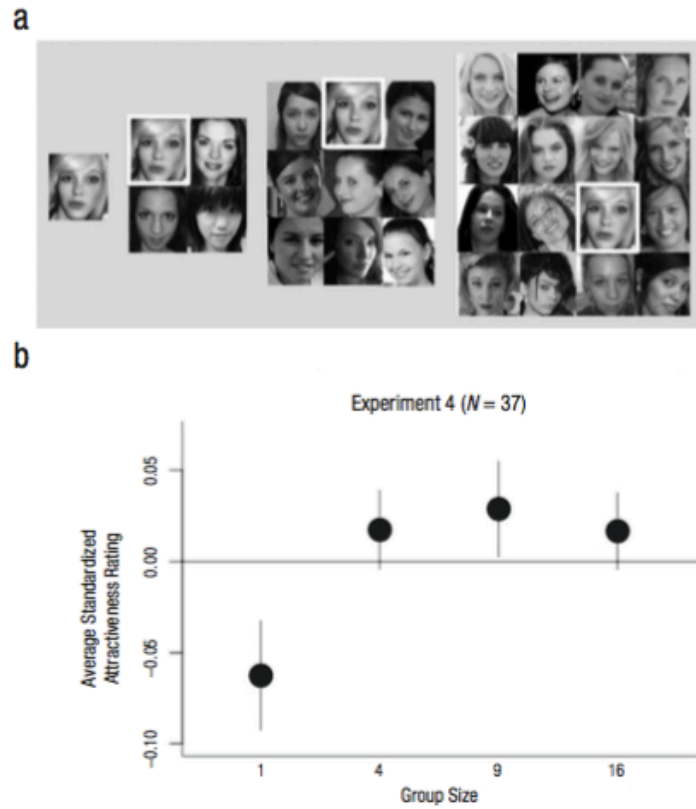 a
b
Experiment 4 (N = 37)
Average Standardized
Attractiveness Rating
0.05
0.00
−0.05
−0.10
1 4 9 16
Group Size